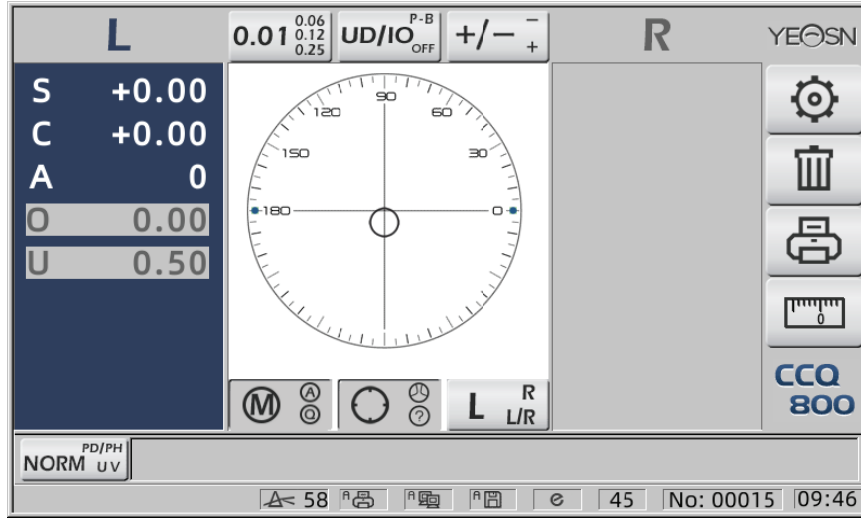 L
0.01 0.06 0.12 0.25
UD/IO P-B OFF
+/- − +
R
YEOSN
S +0.00
C +0.00
A 0
O 0.00
U 0.50
90
120 60
150 30
180 0
0
M A Q
?
L R L/R
CCQ
800
NORM PD/PH UV
58 A A A e 45 No: 00015 09:46